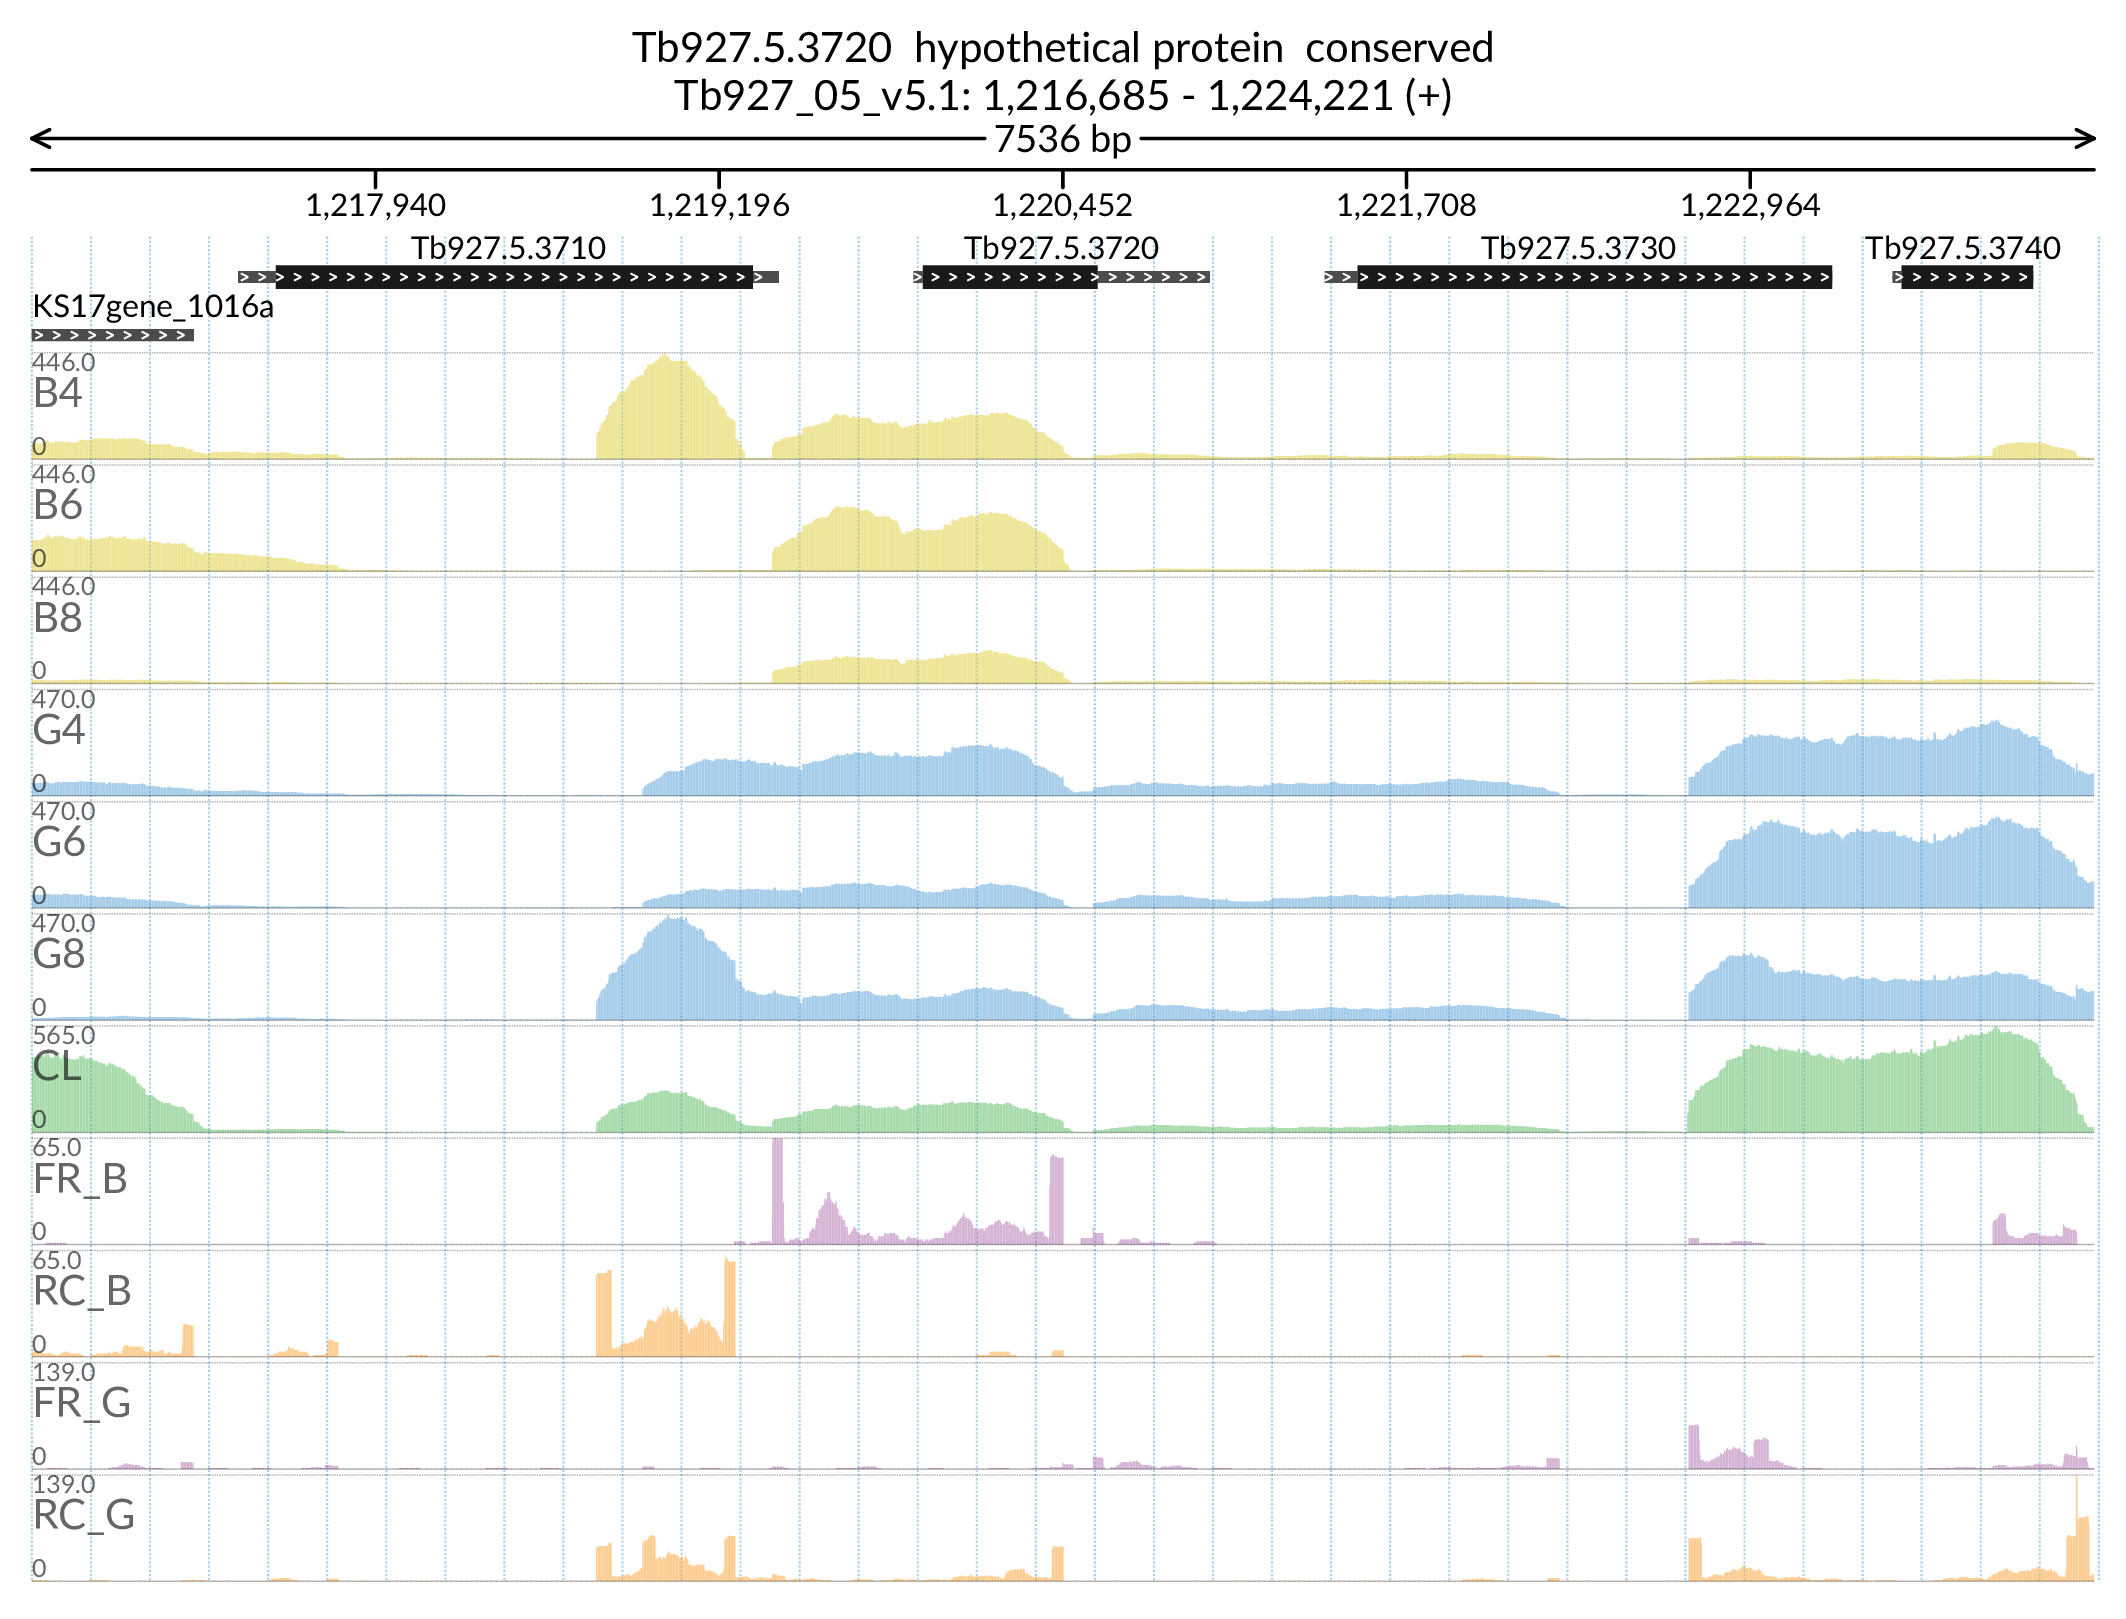 Tb927.5.3720  hypothetical protein  conserved
Tb927_05_v5.1: 1,216,685 - 1,224,221 (+)
7536 bp
1,217,940 1,219,196 1,220,452 1,221,708 1,222,964
Tb927.5.3710 Tb927.5.3720 Tb927.5.3730 Tb927.5.3740
KS17gene_1016a
446.0
B4
0
446.0
B6
0
446.0
B8
0
470.0
G4
0
470.0
G6
0
470.0
G8
0
565.0
CL
0
65.0
FR_B
0
65.0
RC_B
0
139.0
FR_G
0
139.0
RC_G
0